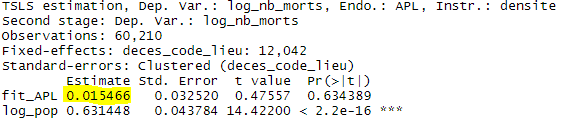 TSLS estimation, Dep. Var.: log_nb_morts, Endo.: APL, Instr.: densite
Second stage: Dep. Var.: log_nb_morts
Observations: 60,210
Fixed-effects: deces_code_lieu: 12,042
Standard-errors: Clustered (deces_code_lieu)
Estimate Std. Error t value Pr(>|t|)
fit_APL 0.015466 0.032520 0.47557 0.634389
log_pop 0.631448 0.043784 14.42200 < 2.2e-16 ***